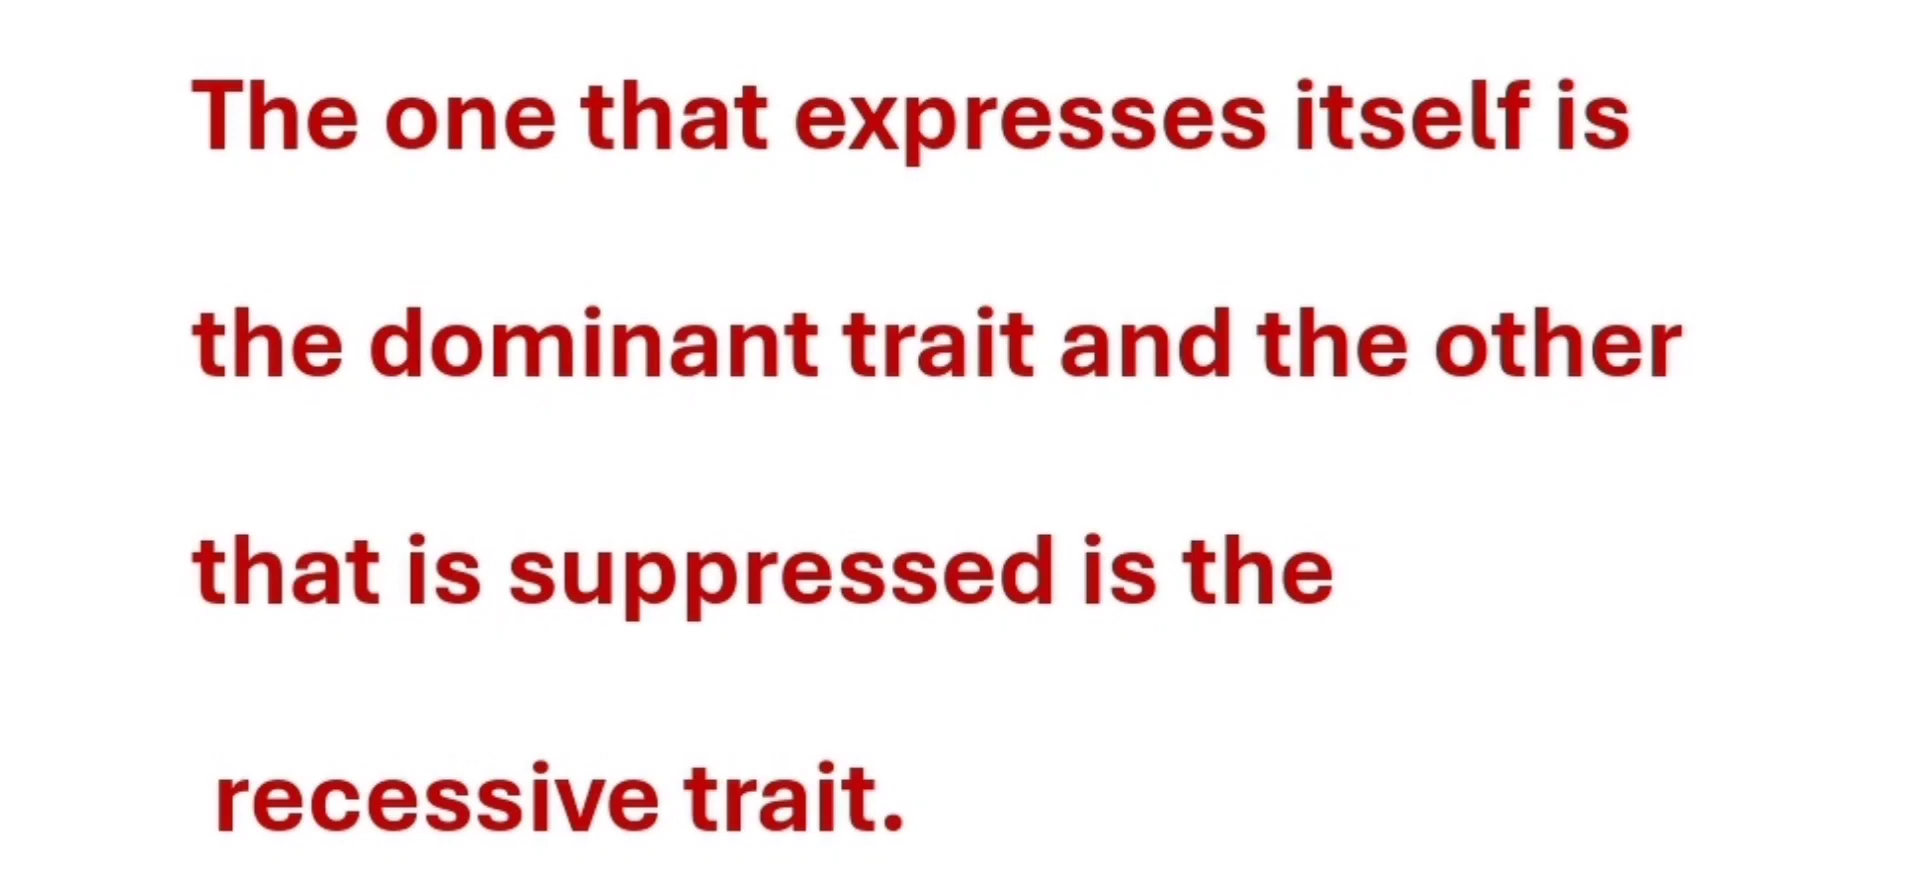 The one that expresses itself is
the dominant trait and the other
that is suppressed is the
recessive trait.